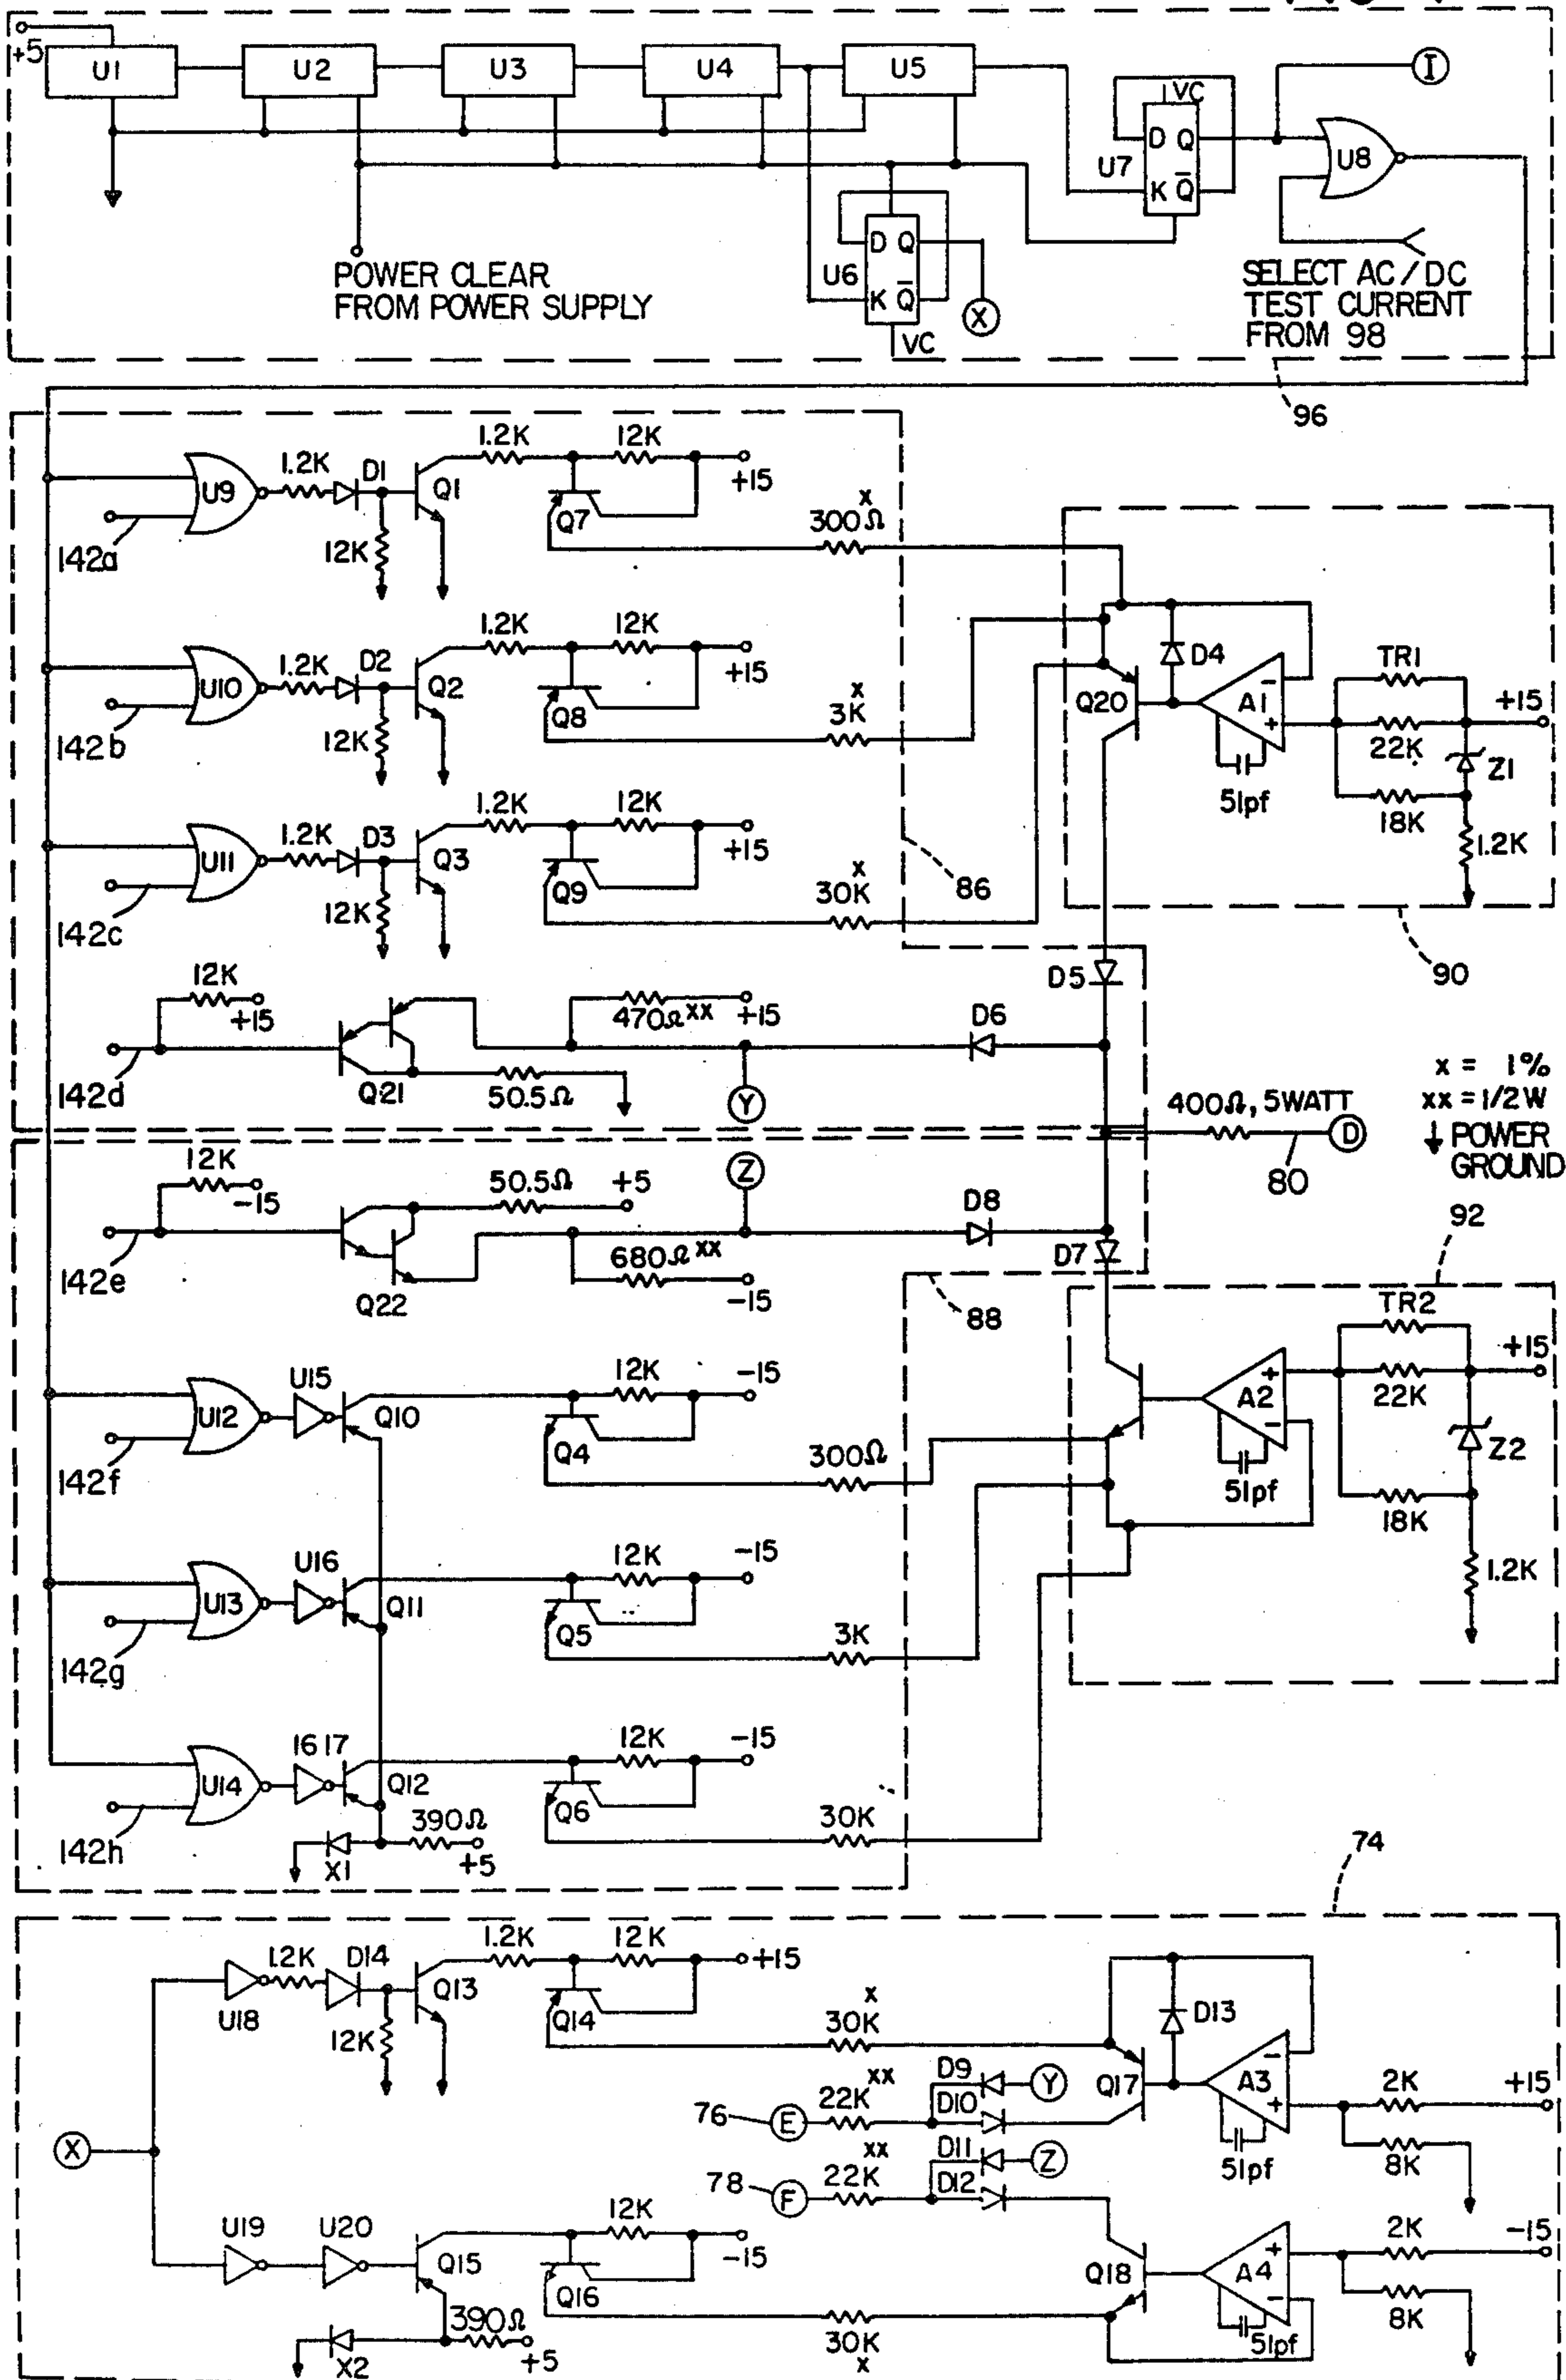 +5
U1
U2
U3
U4
U5
VC
D Q
U7
K Q̅
U8
I
POWER CLEAR
FROM POWER SUPPLY
D Q
U6
K Q̅
VC
X
SELECT AC/DC
TEST CURRENT
FROM 98
96
U9
1.2K
D1
12K
Q1
1.2K
12K
+15
Q7
142a
x
300Ω
U10
1.2K
D2
12K
Q2
1.2K
12K
+15
Q8
142b
x
3K
U11
1.2K
D3
12K
Q3
1.2K
12K
+15
Q9
142c
x
30K
86
Q20
D4
A1
-
+
51pf
TR1
22K
18K
+15
Z1
1.2K
90
12K
+15
142d
Q21
470Ω xx
+15
50.5Ω
Y
D6
D5
400Ω, 5WATT
D
80
x = 1%
xx = 1/2W
POWER
GROUND
12K
-15
142e
Q22
50.5Ω
+5
680Ω xx
-15
Z
D8
D7
88
92
U12
U15
Q10
12K
-15
Q4
142f
300Ω
A2
+
-
51pf
TR2
22K
18K
+15
Z2
1.2K
U13
U16
Q11
12K
-15
Q5
142g
3K
U14
1617
Q12
12K
-15
Q6
142h
30K
X1
390Ω
+5
74
U18
1.2K
D14
12K
Q13
1.2K
12K
+15
Q14
x
30K
76
E
xx
22K
D9
Y
D10
Q17
D13
A3
-
+
51pf
2K
+15
8K
X
78
F
xx
22K
D11
Z
D12
U19
U20
Q15
12K
-15
Q16
30K
x
X2
390Ω
+5
Q18
A4
+
-
51pf
2K
-15
8K